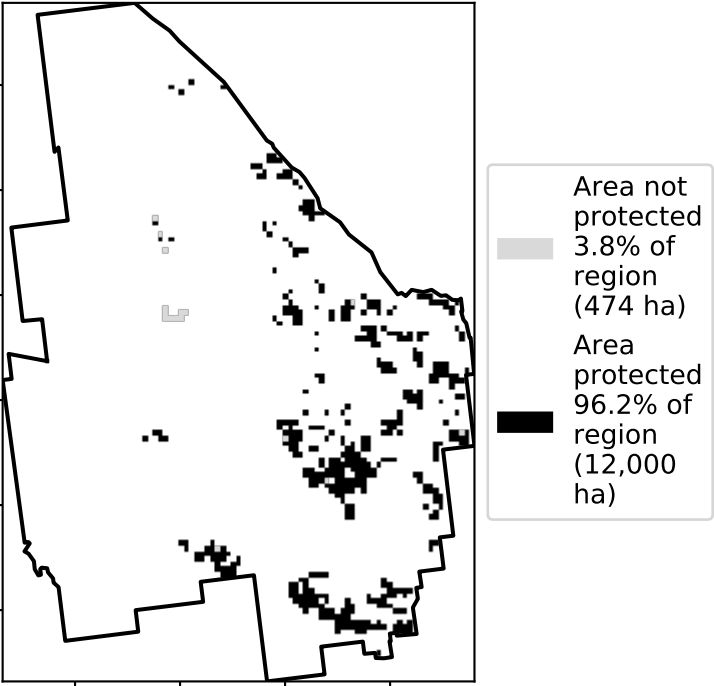 Area not
protected
3.8% of
region
(474 ha)
Area
protected
96.2% of
region
(12,000
ha)